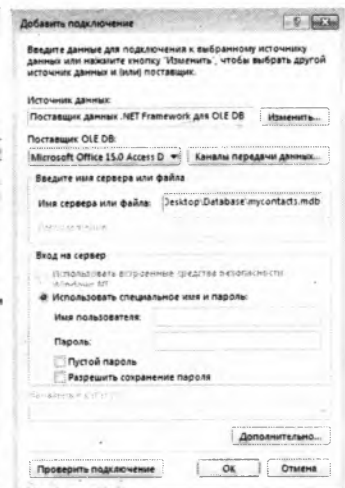 Добавить подключение
Введите данные для подключения к выбранному источнику
данных или нажмите кнопку "Изменить", чтобы выбрать другой
источник данных и (или) поставщик.
Источник данных:
Поставщик данных .NET Framework для OLE DB
Изменить...
Поставщик OLE DB:
Microsoft Office 15.0 Access D
Каналы передачи данных...
Введите имя сервера или файла
Имя сервера или файла:
Desktop\Database\mycontacts.mdb
Вход на сервер
Использовать встроенные средства безопасности
Windows NT
Использовать специальное имя и пароль:
Имя пользователя:
Пароль:
Пустой пароль
Разрешить сохранение пароля
Дополнительно...
Проверить подключение
ОК
Отмена